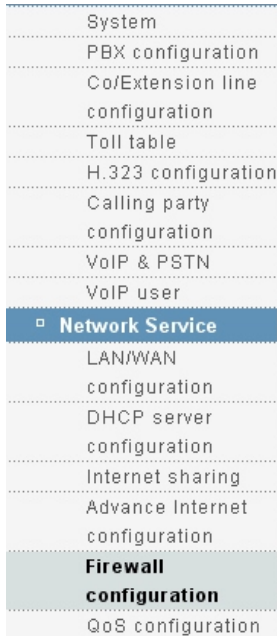 System
PBX configuration
Co/Extension line
configuration
Toll table
H.323 configuration
Calling party
configuration
VoIP & PSTN
VoIP user
Network Service
LAN/WAN
configuration
DHCP server
configuration
Internet sharing
Advance Internet
configuration
Firewall
configuration
QoS configuration